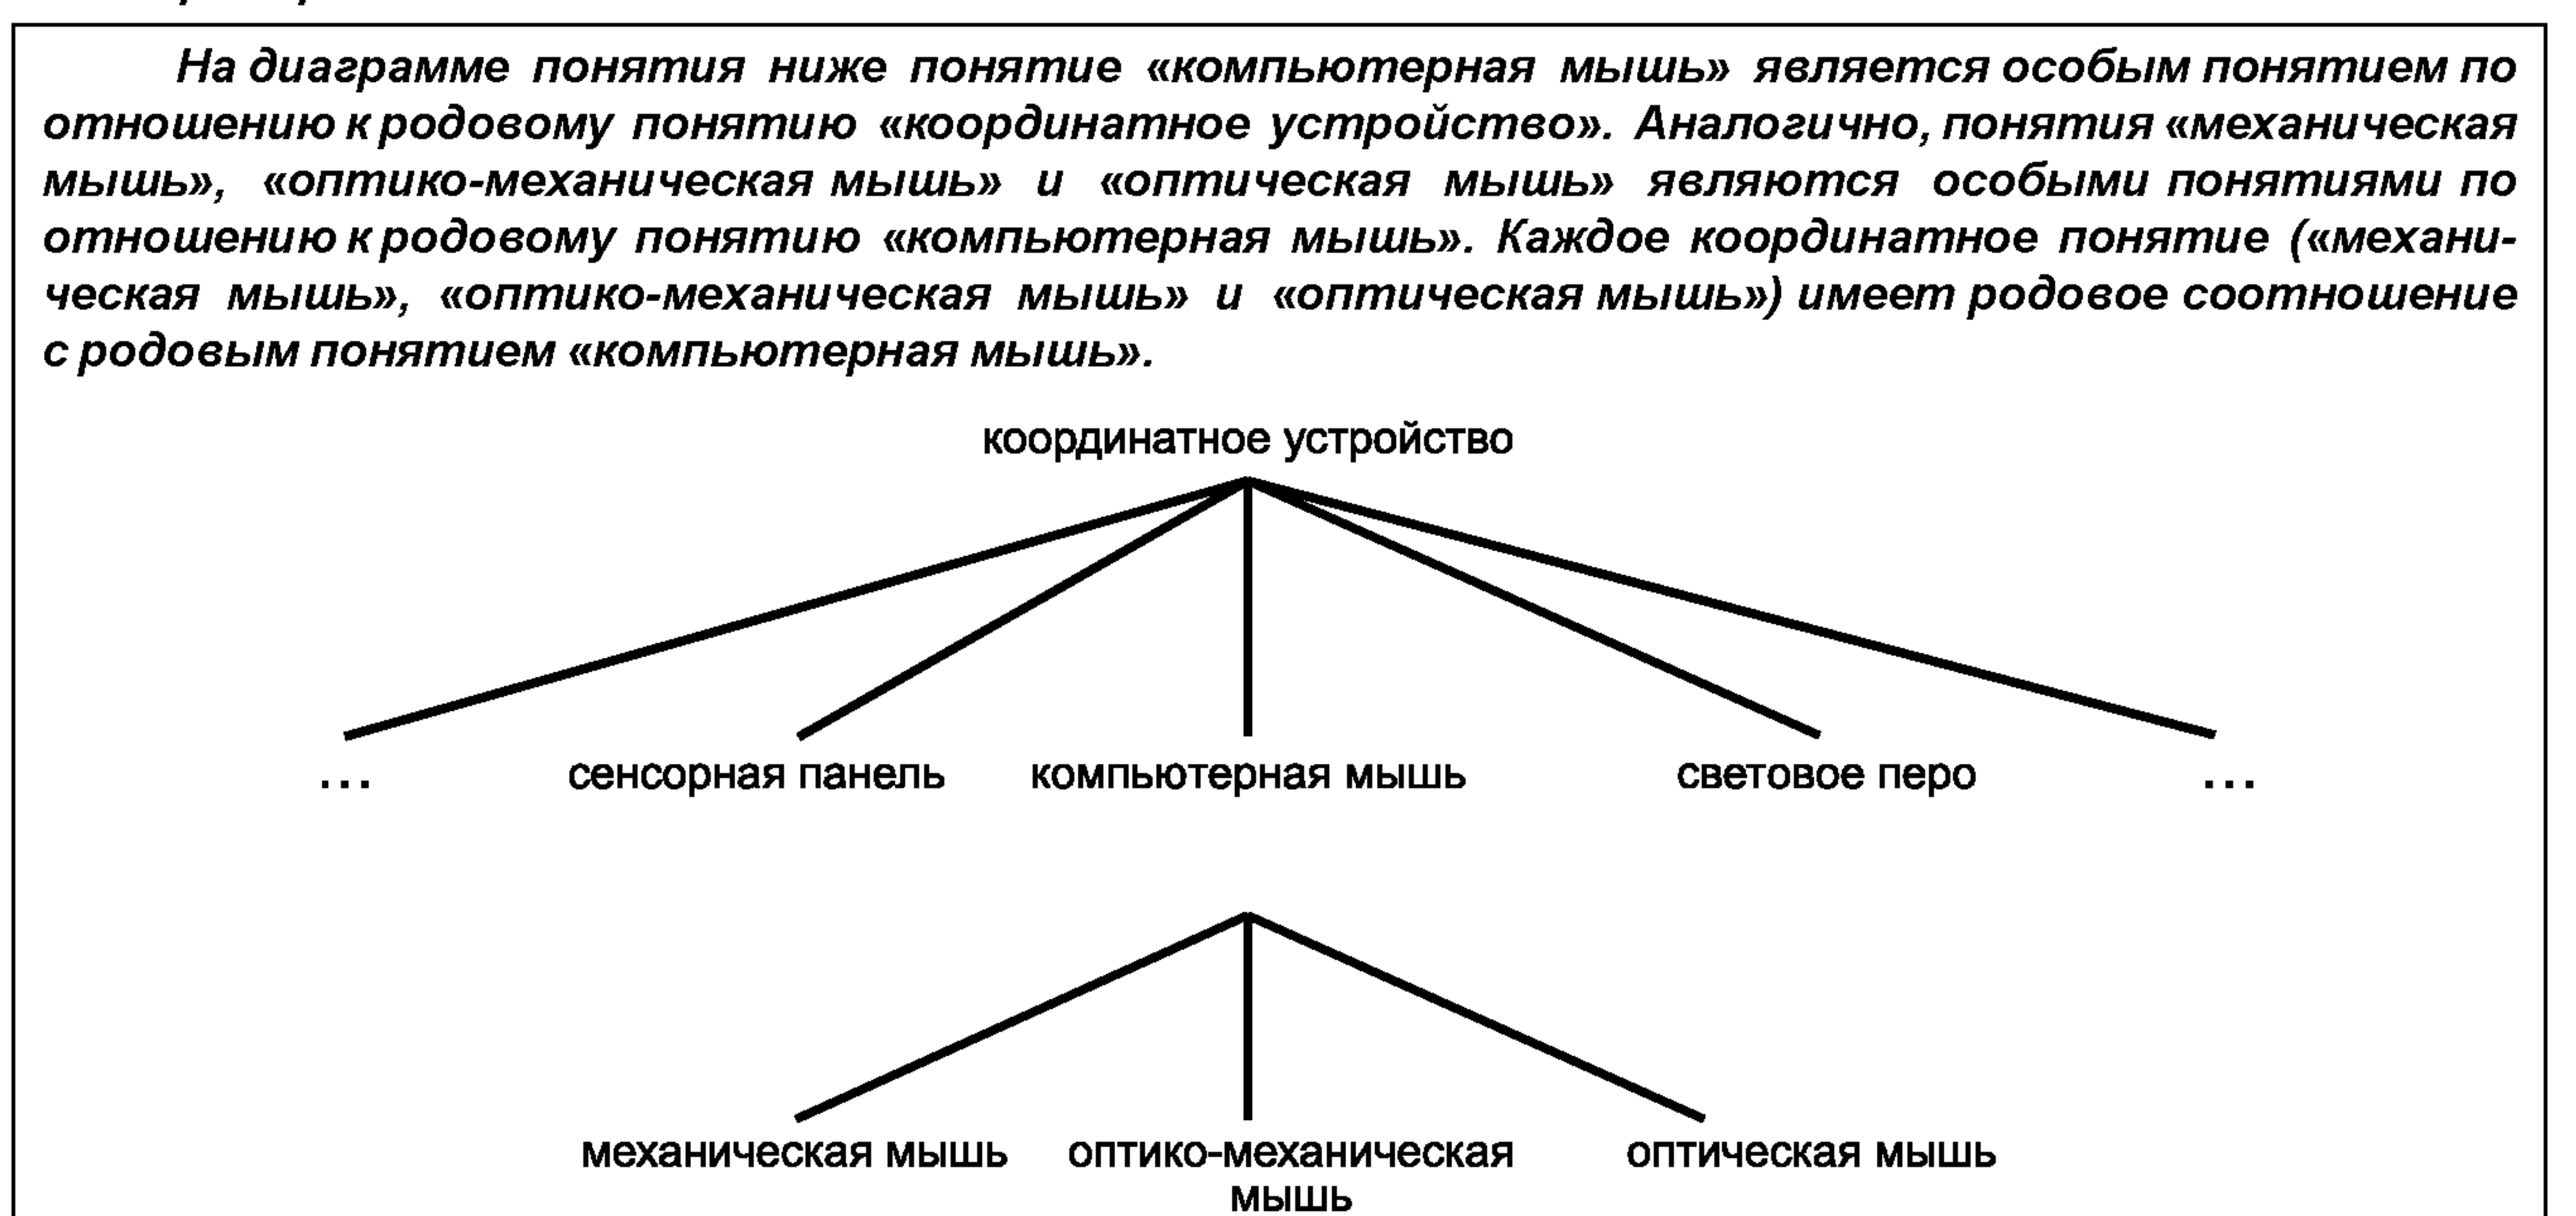 На диаграмме понятия ниже понятие «компьютерная мышь» является особым понятием по
отношению к родовому понятию «координатное устройство». Аналогично, понятия «механическая
мышь», «оптико-механическая мышь» и «оптическая мышь» являются особыми понятиями по
отношению к родовому понятию «компьютерная мышь». Каждое координатное понятие («механи-
ческая мышь», «оптико-механическая мышь» и «оптическая мышь») имеет родовое соотношение
с родовым понятием «компьютерная мышь».
координатное устройство
... сенсорная панель компьютерная мышь световое перо ...
механическая мышь оптико-механическая оптическая мышь
мышь